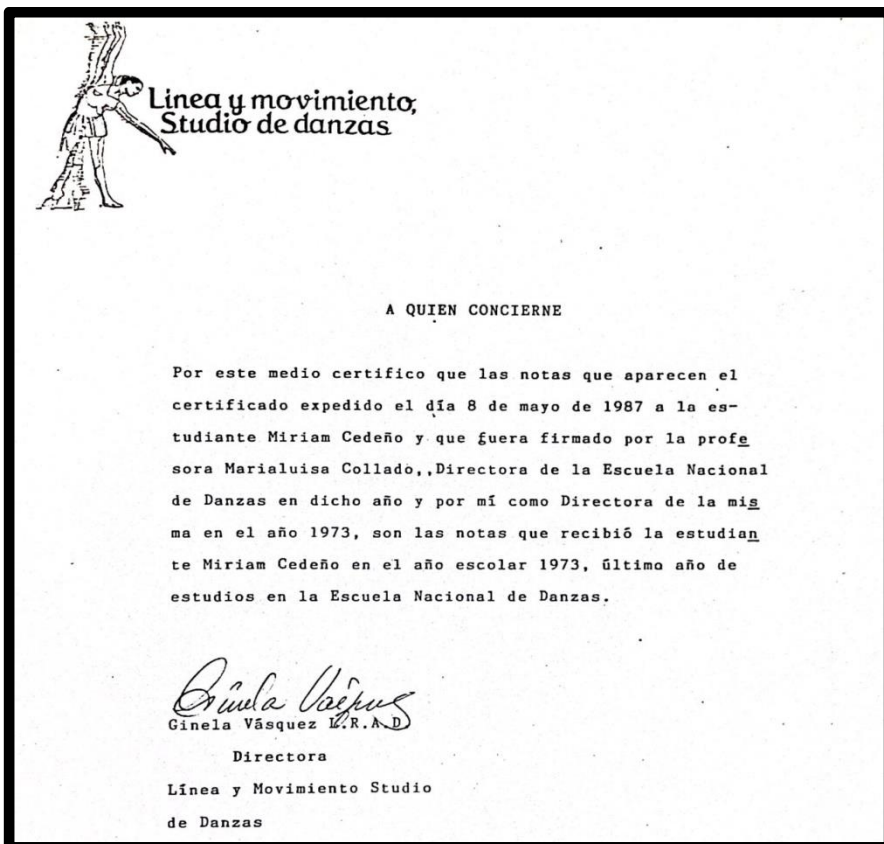 Linea y movimiento,
Studio de danzas
A QUIEN CONCIERNE
Por este medio certifico que las notas que aparecen el
certificado expedido el día 8 de mayo de 1987 a la es-
tudiante Miriam Cedeño y que fuera firmado por la profe
sora Marialuisa Collado,,Directora de la Escuela Nacional
de Danzas en dicho año y por mí como Directora de la mis
ma en el año 1973, son las notas que recibió la estudian
te Miriam Cedeño en el año escolar 1973, último año de
estudios en la Escuela Nacional de Danzas.
Ginela Vásquez
Ginela Vásquez L.R.A.D
Directora
Línea y Movimiento Studio
de Danzas